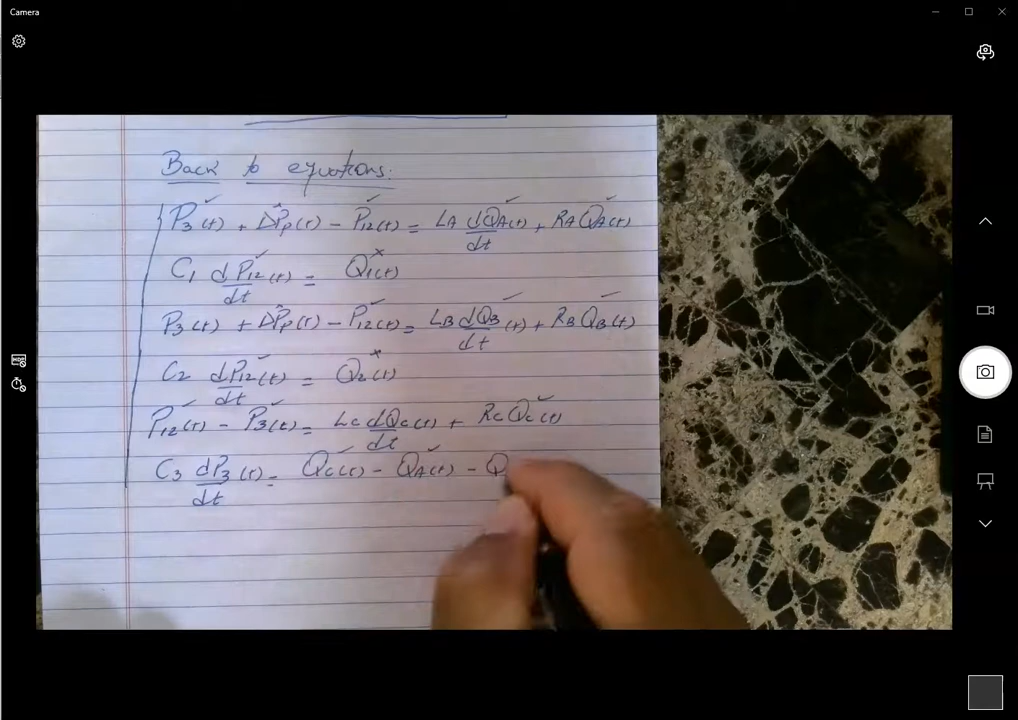 Camera
Back to equations:
P3(t) + ΔP̂p(t) - P12(t) = LA dQA(t)/dt + RA QA(t)
C1 dP12(t)/dt = Q1(t)
P3(t) + ΔP̂p(t) - P12(t) = LB dQB/dt (t) + RB QB(t)
C2 dP12(t)/dt = Q2(t)
P12(t) - P3(t) = LC dQC(t)/dt + RC QC(t)
C3 dP3/dt (t) = QC(t) - QA(t) - Q